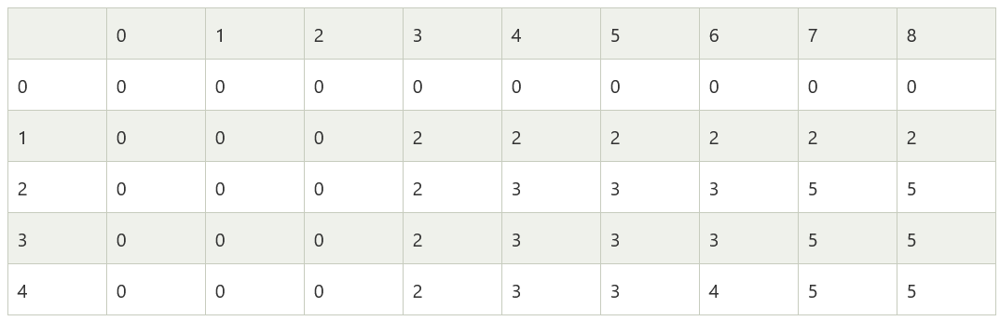 0 1 2 3 4 5 6 7 8
0 0 0 0 0 0 0 0 0 0
1 0 0 0 2 2 2 2 2 2
2 0 0 0 2 3 3 3 5 5
3 0 0 0 2 3 3 3 5 5
4 0 0 0 2 3 3 4 5 5